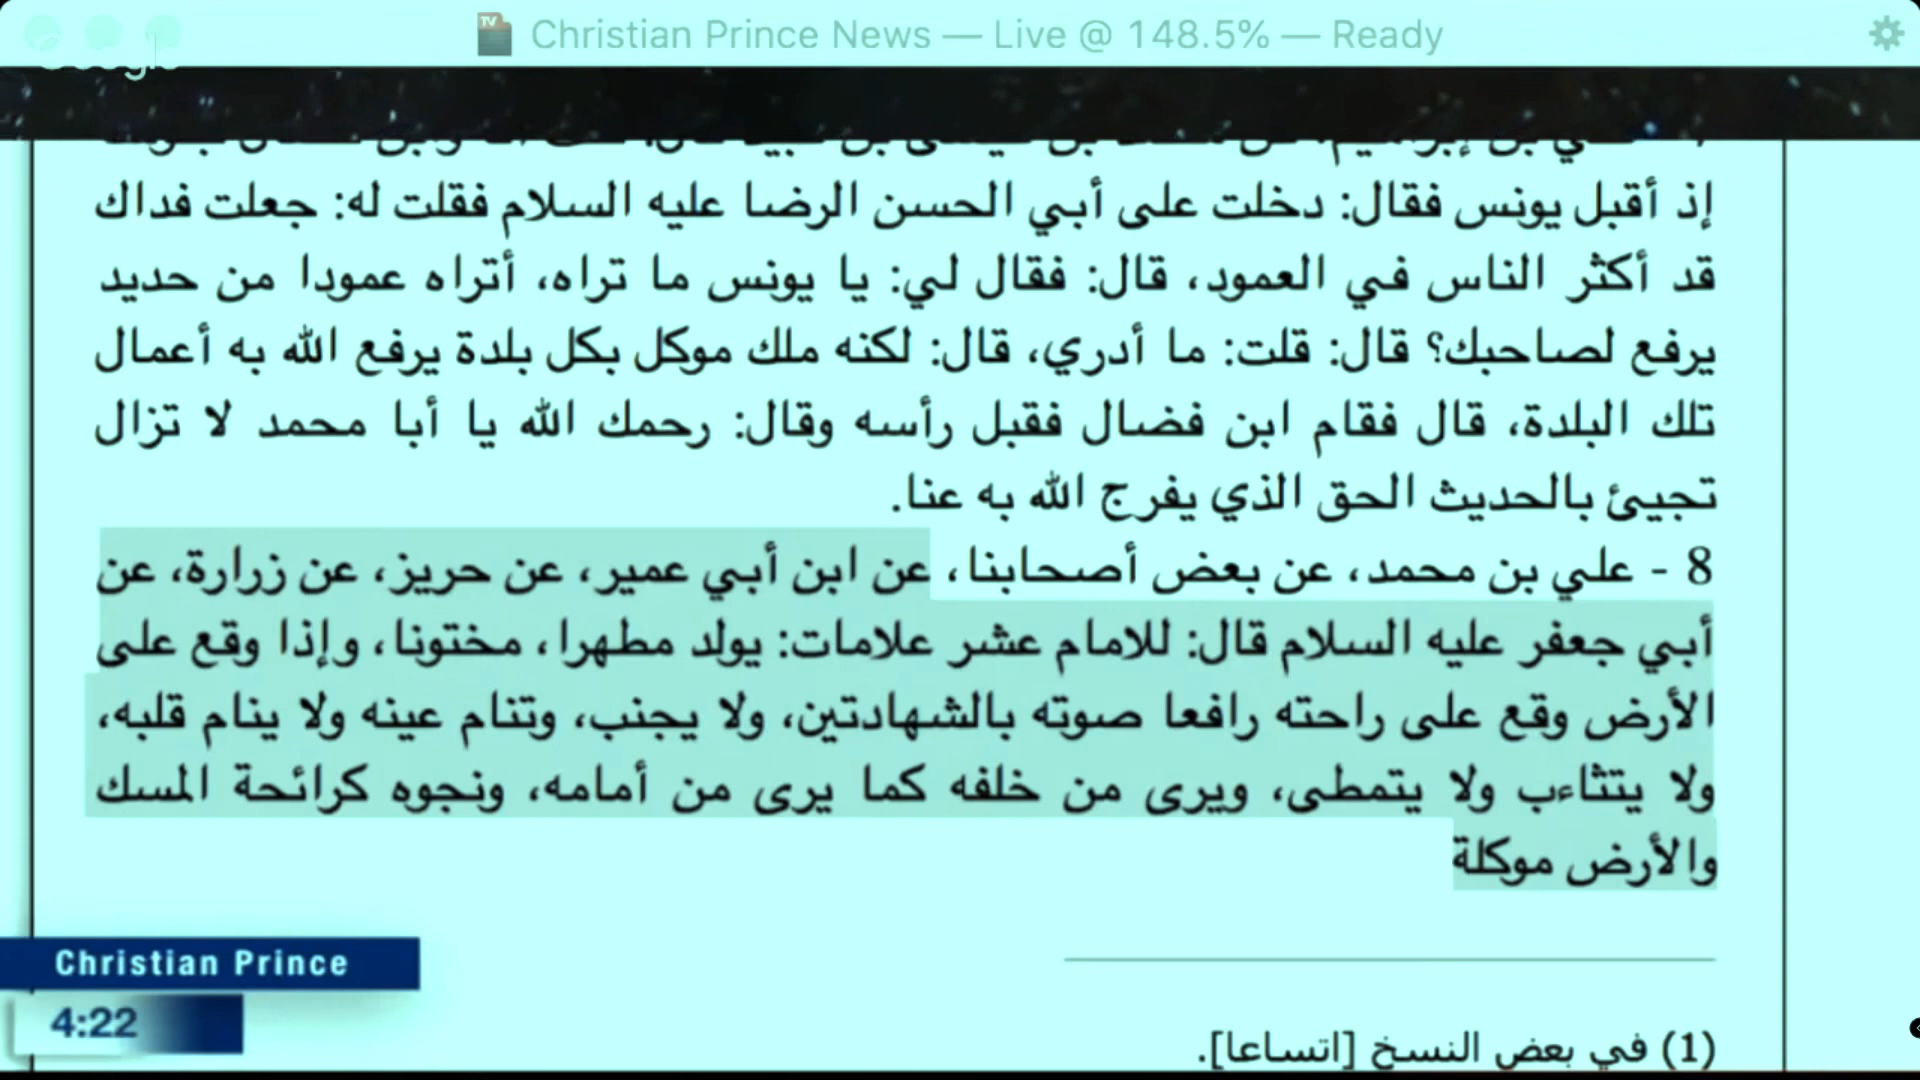 Christian Prince News — Live @ 148.5% — Ready
إذ أقبل يونس فقال: دخلت على أبي الحسن الرضا عليه السلام فقلت له: جعلت فداك
قد أكثر الناس في العمود، قال: فقال لي: يا يونس ما تراه، أتراه عمودا من حديد
يرفع لصاحبك؟ قال: قلت: ما أدري، قال: لكنه ملك موكل بكل بلدة يرفع الله به أعمال
تلك البلدة، قال فقام ابن فضال فقبل رأسه وقال: رحمك الله يا أبا محمد لا تزال
تجيئ بالحديث الحق الذي يفرج الله به عنا.
8 - علي بن محمد، عن بعض أصحابنا، عن ابن أبي عمير، عن حريز، عن زرارة، عن
أبي جعفر عليه السلام قال: للامام عشر علامات: يولد مطهرا، مختونا، وإذا وقع على
الأرض وقع على راحته رافعا صوته بالشهادتين، ولا يجنب، وتنام عينه ولا ينام قلبه،
ولا يتثاءب ولا يتمطى، ويرى من خلفه كما يرى من أمامه، ونجوه كرائحة المسك
والأرض موكلة
Christian Prince
4:22
(1) في بعض النسخ [اتساعا].